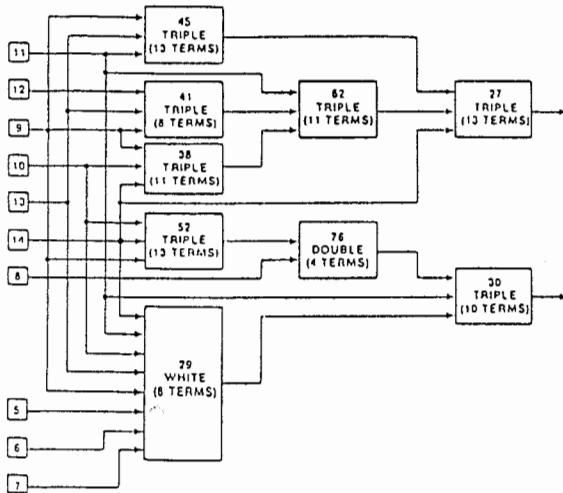 45
TRIPLE
(13 TERMS)
11
12
41
TRIPLE
(8 TERMS)
62
TRIPLE
(11 TERMS)
27
TRIPLE
(13 TERMS)
9
38
TRIPLE
(11 TERMS)
10
13
14
52
TRIPLE
(13 TERMS)
76
DOUBLE
(4 TERMS)
8
30
TRIPLE
(10 TERMS)
29
WHITE
(8 TERMS)
5
6
7